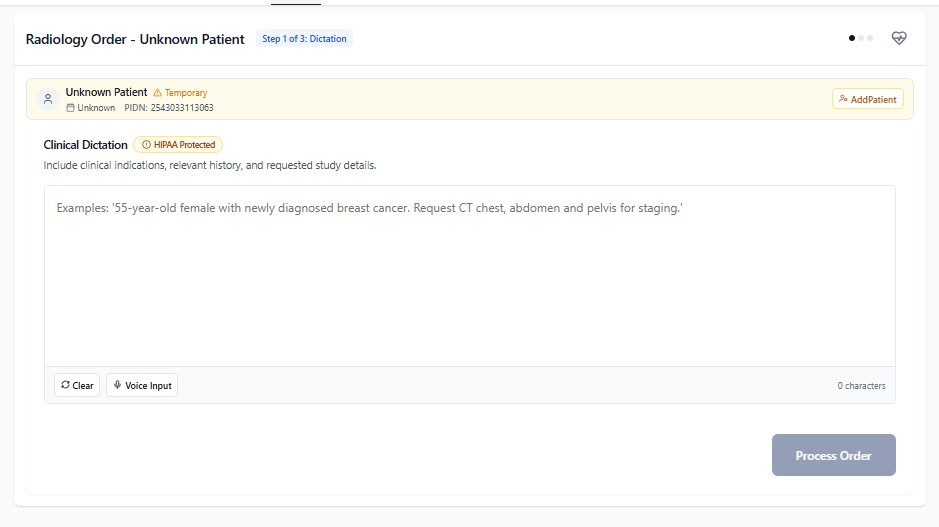 Radiology Order - Unknown Patient Step 1 of 3: Dictation
Unknown Patient Temporary
Unknown PIDN: 2543033113063
AddPatient
Clinical Dictation HIPAA Protected
Include clinical indications, relevant history, and requested study details.
Examples: '55-year-old female with newly diagnosed breast cancer. Request CT chest, abdomen and pelvis for staging.'
Clear Voice Input 0 characters
Process Order